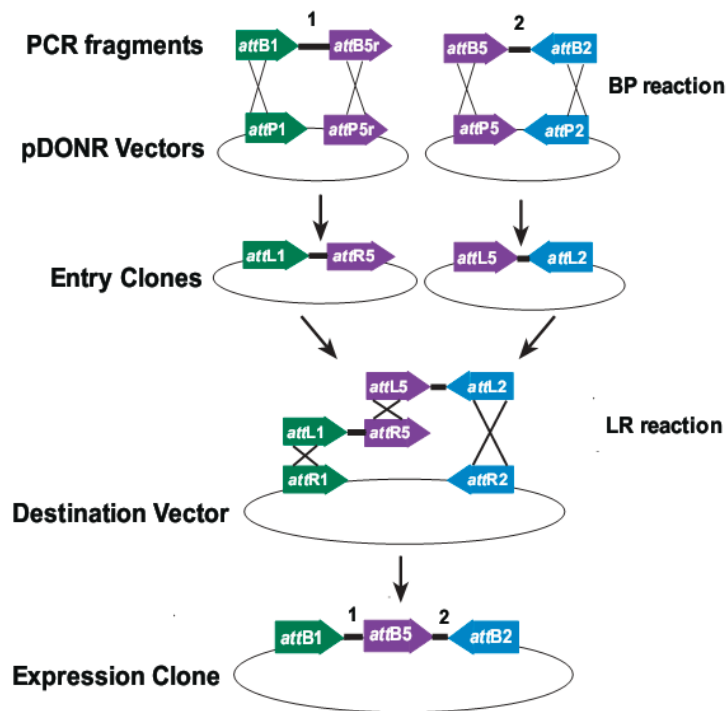 1
2
PCR fragments
attB1
attB5r
attB5
attB2
BP reaction
attP1
attP5r
attP5
attP2
pDONR Vectors
attL1
attR5
attL5
attL2
Entry Clones
attL5
attL2
attL1
attR5
LR reaction
attR1
attR2
Destination Vector
1
2
attB1
attB5
attB2
Expression Clone